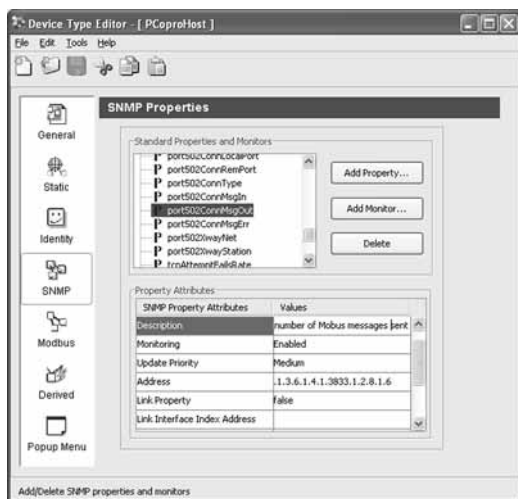 Device Type Editor - [ PCoproHost ]
File Edit Tools Help
SNMP Properties
General
Static
Identity
SNMP
Modbus
Derived
Popup Menu
Standard Properties and Monitors
P port502ConnLocalPort
P port502ConnRemPort
P port502ConnType
P port502ConnMsgIn
P port502ConnMsgOut
P port502ConnMsgErr
P port502XwayNet
P port502XwayStation
P tcpAttemptFailsRate
Add Property...
Add Monitor...
Delete
Property Attributes
SNMP Property Attributes Values
Description number of Mobus messages sent
Monitoring Enabled
Update Priority Medium
Address .1.3.6.1.4.1.3833.1.2.8.1.6
Link Property false
Link Interface Index Address
Add/Delete SNMP properties and monitors